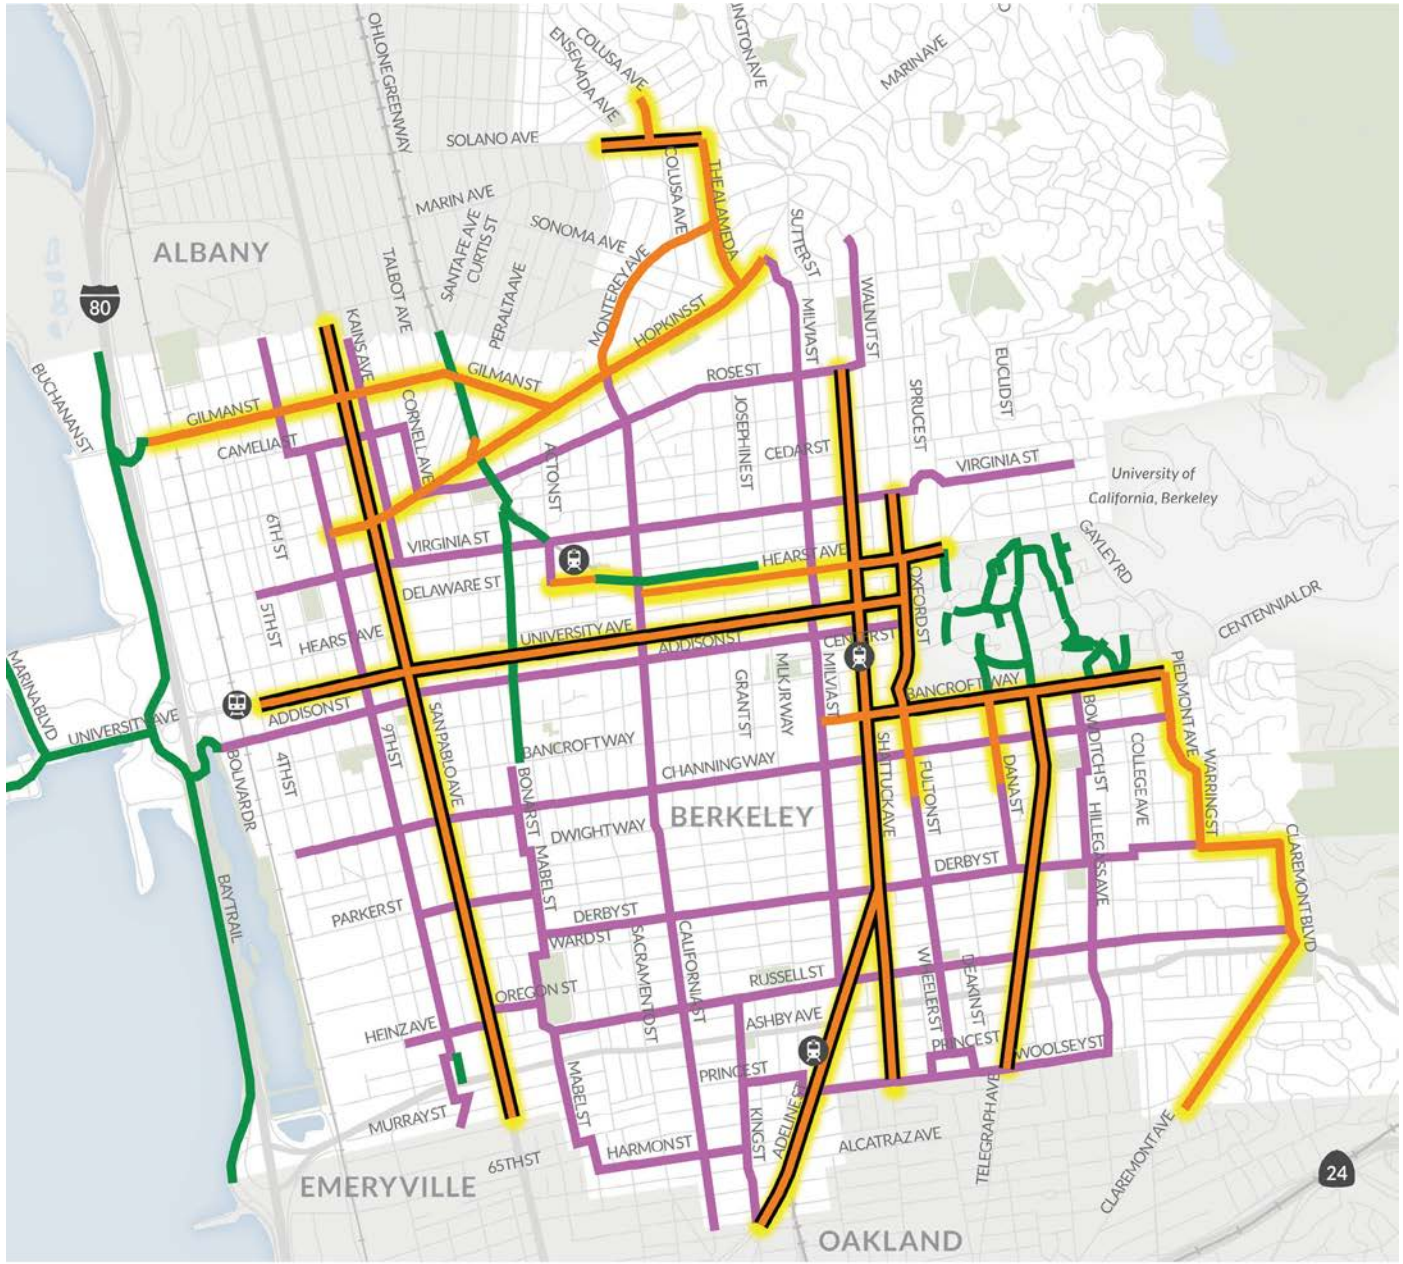 OHLONE GREENWAY
COLUSA AVE
ENSENADA AVE
INGTON AVE
MARIN AVE
SOLANO AVE
COLUSA AVE
THE ALAMEDA
MARIN AVE
SANTA FE AVE
CURTIS ST
SONOMA AVE
SUTTER ST
ALBANY
TALBOT AVE
PERALTA AVE
MONTEREY AVE
HOPKINS ST
MILVIA ST
WALNUT ST
80
KAINS AVE
BUCHANAN ST
GILMAN ST
GILMAN ST
ROSE ST
EUCLID ST
SPRUCE ST
CORNELL AVE
JOSEPHINE ST
CAMELIA ST
ACTON ST
CEDAR ST
VIRGINIA ST
University of
California, Berkeley
6TH ST
VIRGINIA ST
HEARST AVE
GAYLEY RD
DELAWARE ST
OXFORD ST
CENTENNIAL DR
5TH ST
HEARST AVE
UNIVERSITY AVE
ADDISON ST
CENTER ST
MARINA BLVD
MLK JR WAY
MILVIA ST
PIEDMONT AVE
GRANT ST
BANCROFT WAY
ADDISON ST
UNIVERSITY AVE
9TH ST
SAN PABLO AVE
BOWDITCH ST
BANCROFT WAY
SHATTUCK AVE
COLLEGE AVE
WARRING ST
4TH ST
BOLIVAR DR
CHANNING WAY
FULTON ST
DANA ST
BONAR ST
HILLEGASS AVE
BERKELEY
DWIGHT WAY
CLAREMONT BLVD
MABEL ST
DERBY ST
BAY TRAIL
PARKER ST
DERBY ST
WARD ST
SACRAMENTO ST
CALIFORNIA ST
WHEELER ST
DEAKIN ST
RUSSELL ST
OREGON ST
ASHBY AVE
HEINZ AVE
PRINCE ST
WOOLSEY ST
PRINCE ST
MABEL ST
ADELINE ST
KING ST
TELEGRAPH AVE
MURRAY ST
HARMON ST
ALCATRAZ AVE
CLAREMONT AVE
65TH ST
EMERYVILLE
24
OAKLAND